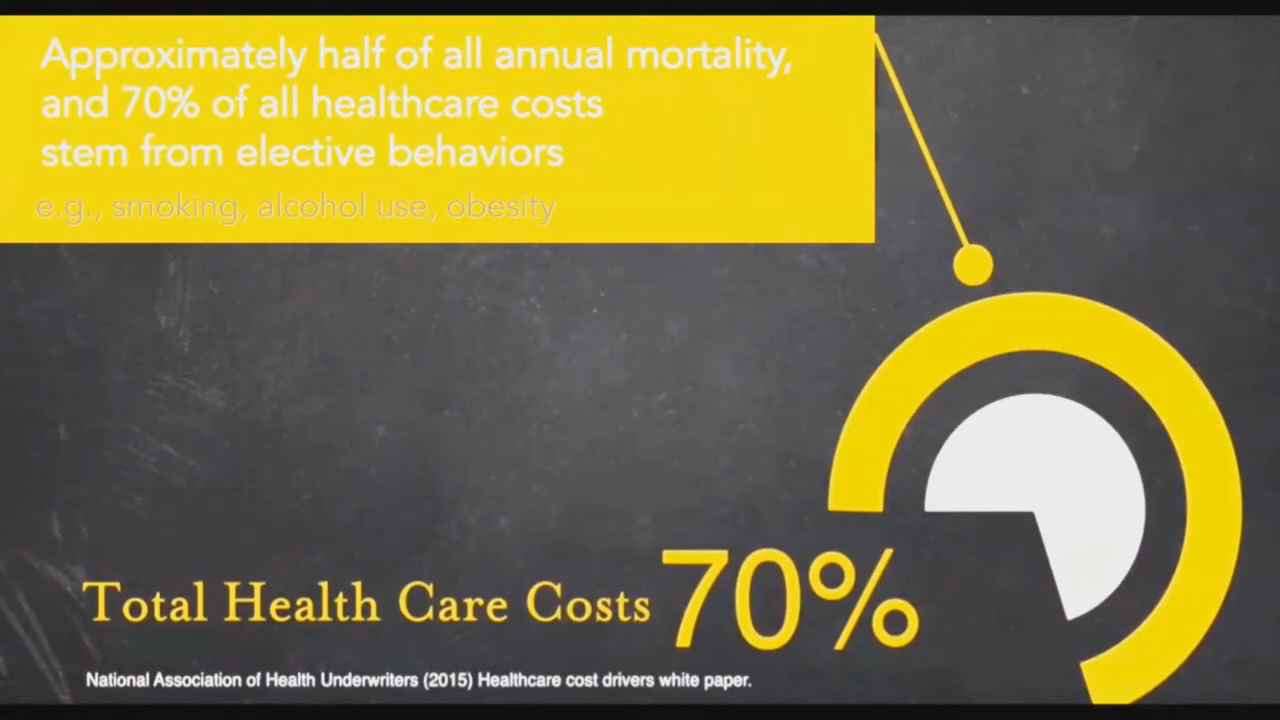 Approximately half of all annual mortality,
and 70% of all healthcare costs
stem from elective behaviors
e.g., smoking, alcohol use, obesity
Total Health Care Costs 70%
National Association of Health Underwriters (2015) Healthcare cost drivers white paper.